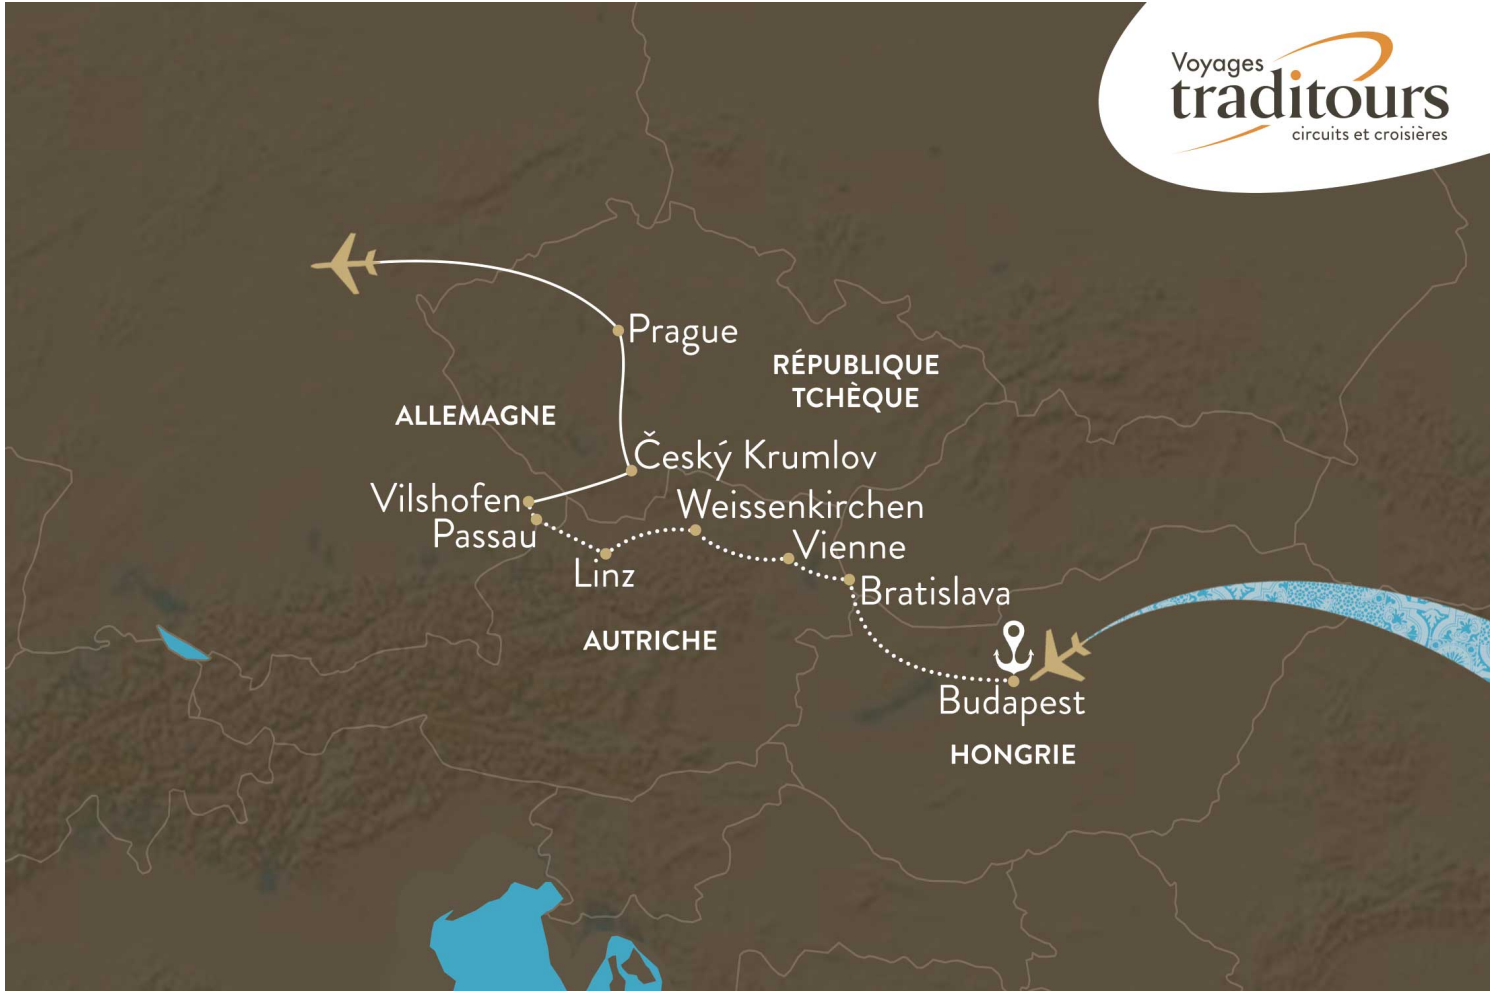 Voyages
traditours
circuits et croisières
Prague
RÉPUBLIQUE
TCHÈQUE
ALLEMAGNE
Český Krumlov
Vilshofen
Weissenkirchen
Passau
Vienne
Linz
Bratislava
AUTRICHE
Budapest
HONGRIE